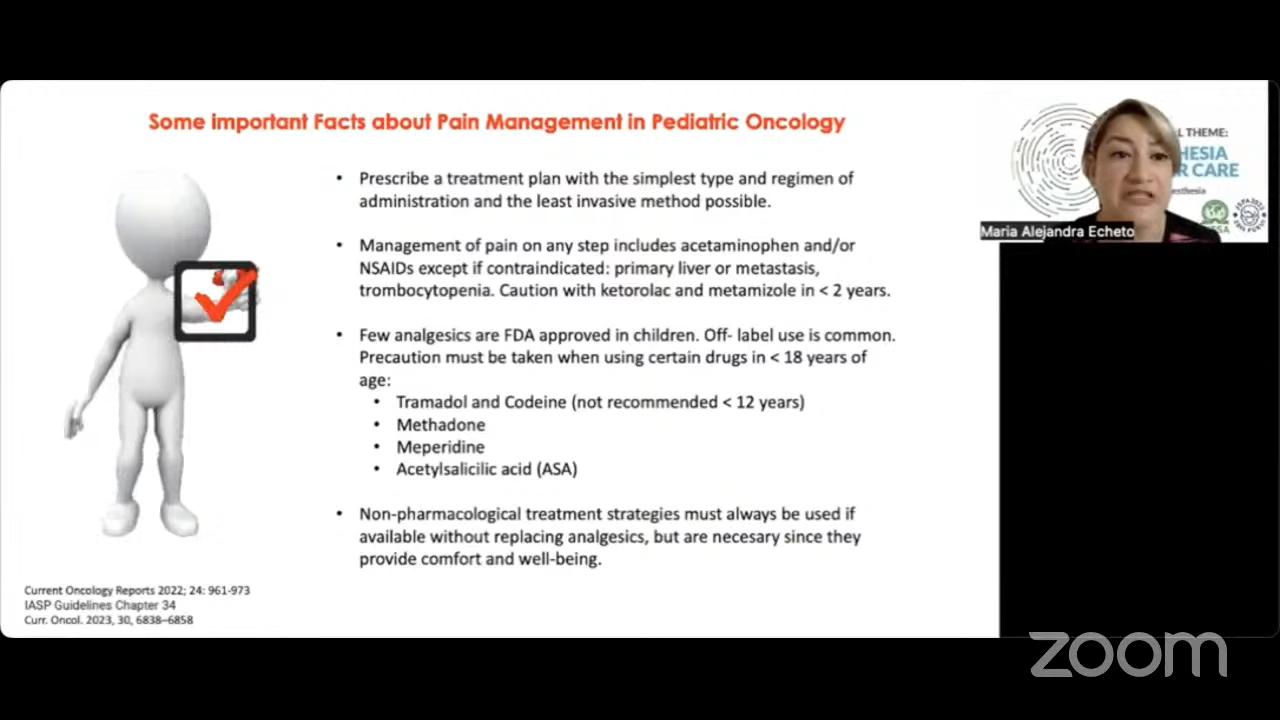 Some important Facts about Pain Management in Pediatric Oncology
• Prescribe a treatment plan with the simplest type and regimen of
administration and the least invasive method possible.
• Management of pain on any step includes acetaminophen and/or
NSAIDs except if contraindicated: primary liver or metastasis,
trombocytopenia. Caution with ketorolac and metamizole in < 2 years.
• Few analgesics are FDA approved in children. Off- label use is common.
Precaution must be taken when using certain drugs in < 18 years of
age:
• Tramadol and Codeine (not recommended < 12 years)
• Methadone
• Meperidine
• Acetylsalicilic acid (ASA)
• Non-pharmacological treatment strategies must always be used if
available without replacing analgesics, but are necesary since they
provide comfort and well-being.
Current Oncology Reports 2022; 24: 961-973
IASP Guidelines Chapter 34
Curr. Oncol. 2023, 30, 6838–6858
L THEME:
HESIA
R CARE
Maria Alejandra Echeto
zoom